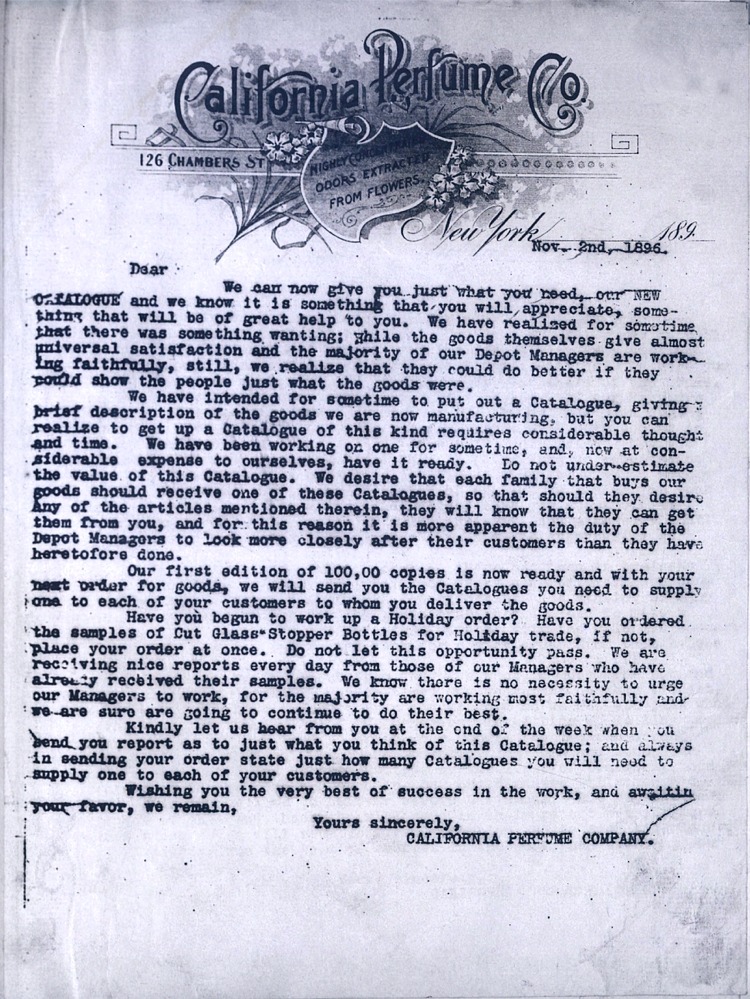 California Perfume Co.
126 CHAMBERS ST
HIGHLY CONCENTRATED
ODORS EXTRACTED
FROM FLOWERS.
New York 189
Nov. 2nd, 1896.
Dear
We can now give you just what you need, our NEW
CATALOGUE and we know it is something that you will appreciate, some-
thing that will be of great help to you. We have realized for sometime
that there was something wanting; while the goods themselves give almost
universal satisfaction and the majority of our Depot Managers are work-
ing faithfully, still, we realize that they could do better if they
could show the people just what the goods were.
We have intended for sometime to put out a Catalogue, giving a
brief description of the goods we are now manufacturing, but you can
realize to get up a Catalogue of this kind requires considerable thought
and time. We have been working on one for sometime, and, now at con-
siderable expense to ourselves, have it ready. Do not under-estimate
the value of this Catalogue. We desire that each family that buys our
goods should receive one of these Catalogues, so that should they desire
any of the articles mentioned therein, they will know that they can get
them from you, and for this reason it is more apparent the duty of the
Depot Managers to look more closely after their customers than they have
heretofore done.
Our first edition of 100,00 copies is now ready and with your
next order for goods, we will send you the Catalogues you need to supply
one to each of your customers to whom you deliver the goods.
Have you begun to work up a Holiday order? Have you ordered
the samples of Cut Glass Stopper Bottles for Holiday trade, if not,
place your order at once. Do not let this opportunity pass. We are
receiving nice reports every day from those of our Managers who have
already received their samples. We know there is no necessity to urge
our Managers to work, for the majority are working most faithfully and
we are sure are going to continue to do their best.
Kindly let us hear from you at the end of the week when you
send you report as to just what you think of this Catalogue; and always
in sending your order state just how many Catalogues you will need to
supply one to each of your customers.
Wishing you the very best of success in the work, and awaitin
your favor, we remain,
Yours sincerely,
CALIFORNIA PERFUME COMPANY.